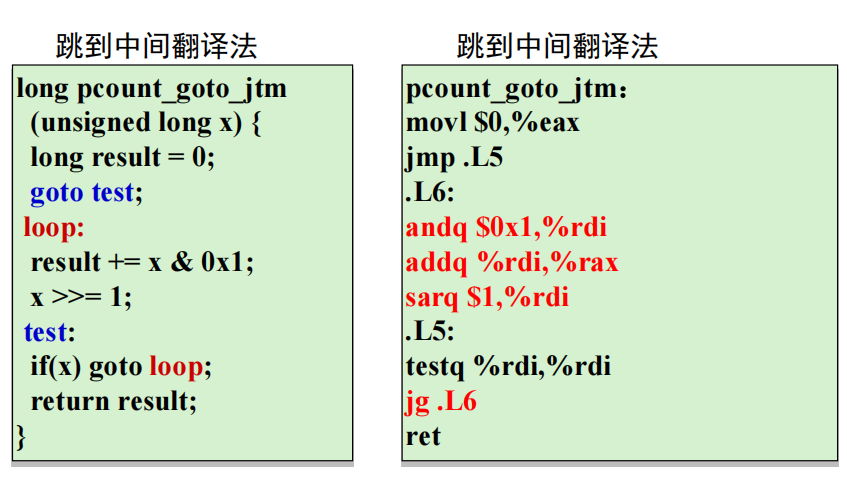 跳到中间翻译法
long pcount_goto_jtm
(unsigned long x) {
long result = 0;
goto test;
loop:
result += x & 0x1;
x >>= 1;
test:
if(x) goto loop;
return result;
}
跳到中间翻译法
pcount_goto_jtm：
movl $0,%eax
jmp .L5
.L6:
andq $0x1,%rdi
addq %rdi,%rax
sarq $1,%rdi
.L5:
testq %rdi,%rdi
jg .L6
ret